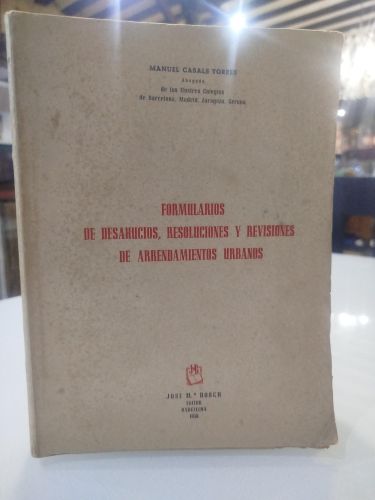 MANUEL CASALS TORRES
Abogado
de los Ilustres Colegios
de Barcelona, Madrid, Zaragoza, Gerona
FORMULARIOS
DE DESAHUCIOS, RESOLUCIONES Y REVISIONES
DE ARRENDAMIENTOS URBANOS
JOSE M.ª BOSCH
EDITOR
BARCELONA